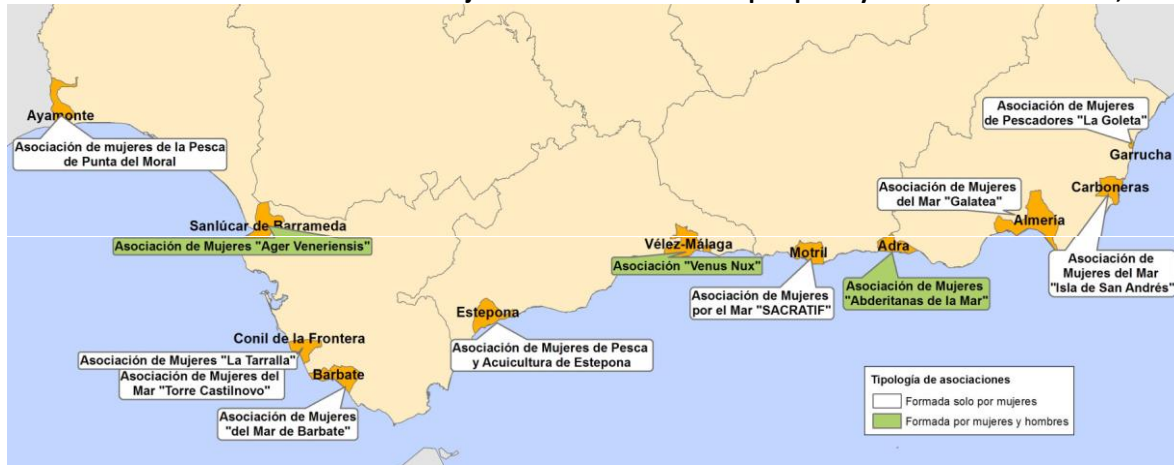 Ayamonte
Asociación de mujeres de la Pesca
de Punta del Moral
Sanlúcar de Barrameda
Asociación de Mujeres "Ager Veneriensis"
Conil de la Frontera
Asociación de Mujeres "La Tarralla"
Asociación de Mujeres del
Mar "Torre Castilnovo"
Barbate
Asociación de Mujeres
"del Mar de Barbate"
Estepona
Asociación de Mujeres de Pesca
y Acuicultura de Estepona
Vélez-Málaga
Asociación "Venus Nux"
Motril
Asociación de Mujeres
por el Mar "SACRATIF"
Adra
Asociación de Mujeres
"Abderitanas de la Mar"
Asociación de Mujeres
del Mar "Galatea"
Almería
Asociación de Mujeres
de Pescadores "La Goleta"
Garrucha
Carboneras
Asociación de
Mujeres del Mar
"Isla de San Andrés"
Tipología de asociaciones
Formada solo por mujeres
Formada por mujeres y hombres